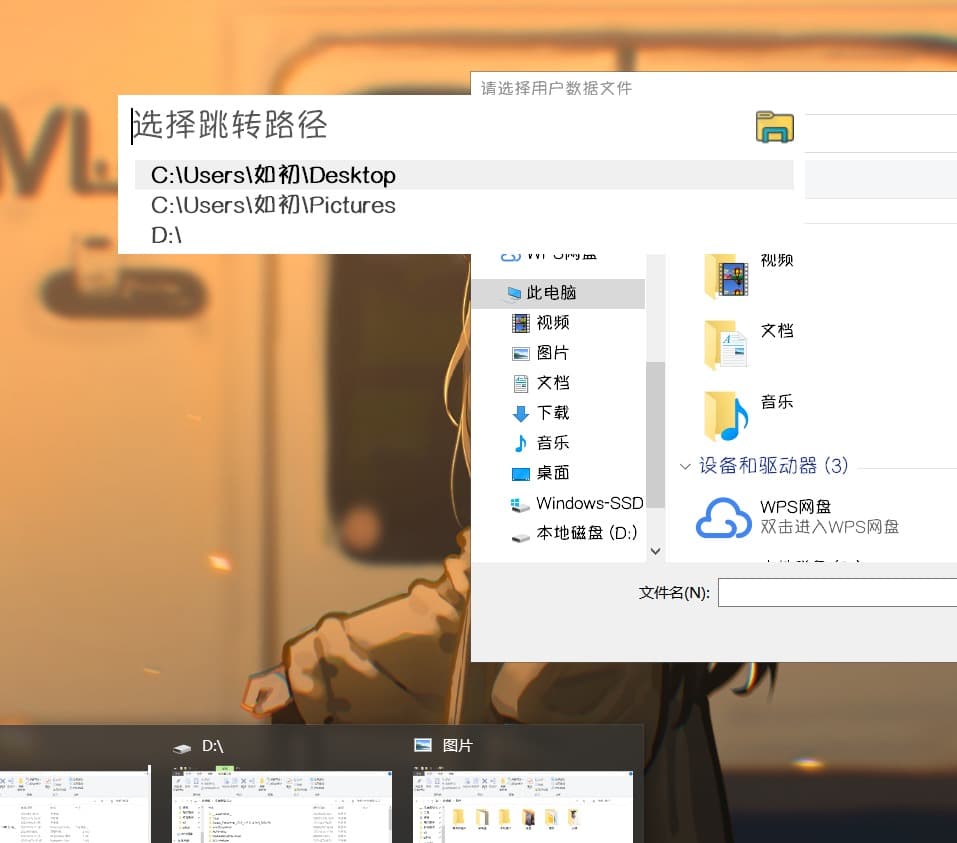 请选择用户数据文件
选择跳转路径
C:\Users\如初\Desktop
C:\Users\如初\Pictures
D:\
WPS网盘
此电脑
视频
图片
文档
下载
音乐
桌面
Windows-SSD
本地磁盘 (D:)
视频
文档
音乐
设备和驱动器 (3)
WPS网盘
双击进入WPS网盘
文件名(N):
D:\
图片